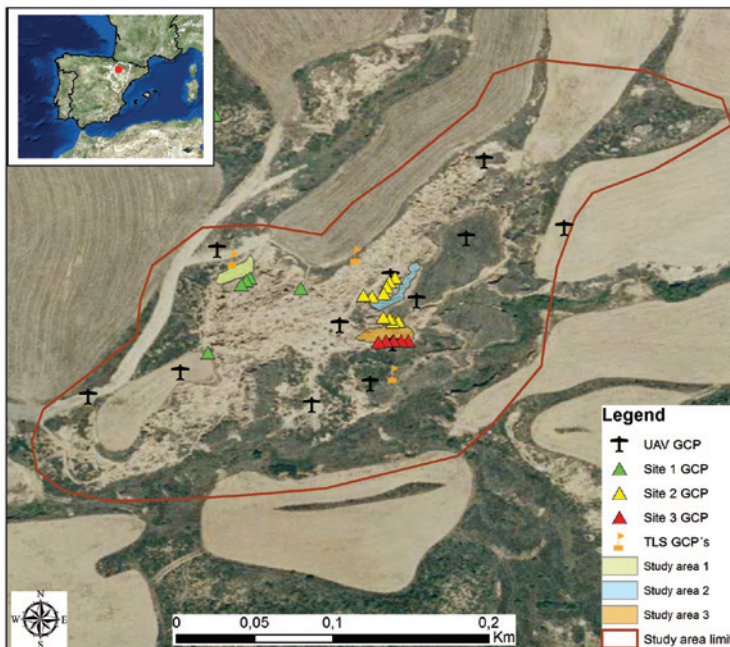 Legend
UAV GCP
Site 1 GCP
Site 2 GCP
Site 3 GCP
TLS GCP´s
Study area 1
Study area 2
Study area 3
Study area limit
N
W E
S
0 0,05 0,1 0,2
Km